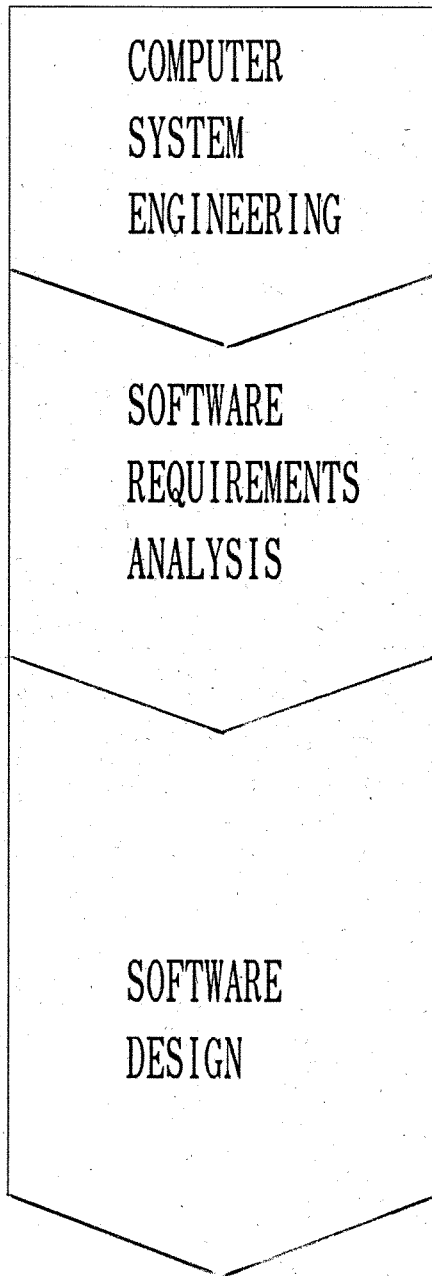 COMPUTER
SYSTEM
ENGINEERING
SOFTWARE
REQUIREMENTS
ANALYSIS
SOFTWARE
DESIGN